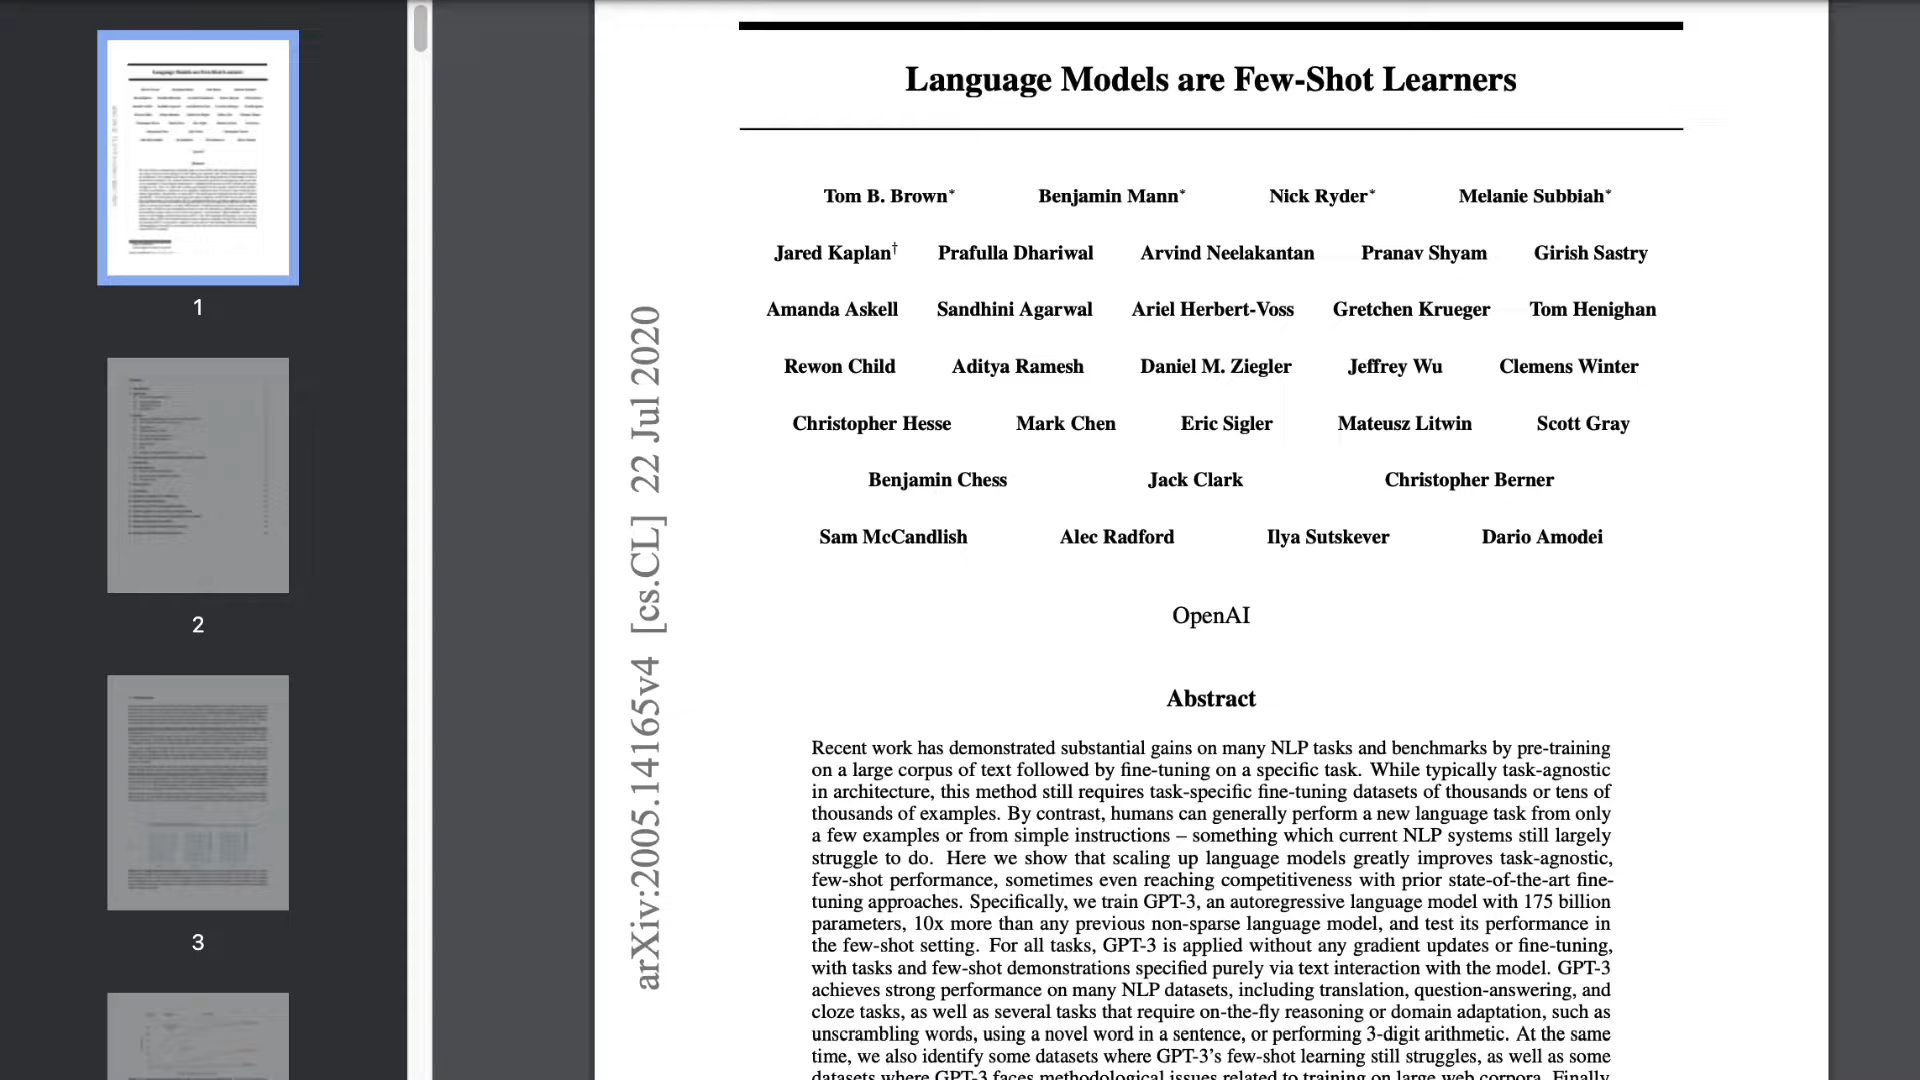 1
2
3
Language Models are Few-Shot Learners
Tom B. Brown* Benjamin Mann* Nick Ryder* Melanie Subbiah*
Jared Kaplan† Prafulla Dhariwal Arvind Neelakantan Pranav Shyam Girish Sastry
Amanda Askell Sandhini Agarwal Ariel Herbert-Voss Gretchen Krueger Tom Henighan
Rewon Child Aditya Ramesh Daniel M. Ziegler Jeffrey Wu Clemens Winter
Christopher Hesse Mark Chen Eric Sigler Mateusz Litwin Scott Gray
Benjamin Chess Jack Clark Christopher Berner
Sam McCandlish Alec Radford Ilya Sutskever Dario Amodei
OpenAI
arXiv:2005.14165v4 [cs.CL] 22 Jul 2020
Abstract
Recent work has demonstrated substantial gains on many NLP tasks and benchmarks by pre-training
on a large corpus of text followed by fine-tuning on a specific task. While typically task-agnostic
in architecture, this method still requires task-specific fine-tuning datasets of thousands or tens of
thousands of examples. By contrast, humans can generally perform a new language task from only
a few examples or from simple instructions – something which current NLP systems still largely
struggle to do. Here we show that scaling up language models greatly improves task-agnostic,
few-shot performance, sometimes even reaching competitiveness with prior state-of-the-art fine-
tuning approaches. Specifically, we train GPT-3, an autoregressive language model with 175 billion
parameters, 10x more than any previous non-sparse language model, and test its performance in
the few-shot setting. For all tasks, GPT-3 is applied without any gradient updates or fine-tuning,
with tasks and few-shot demonstrations specified purely via text interaction with the model. GPT-3
achieves strong performance on many NLP datasets, including translation, question-answering, and
cloze tasks, as well as several tasks that require on-the-fly reasoning or domain adaptation, such as
unscrambling words, using a novel word in a sentence, or performing 3-digit arithmetic. At the same
time, we also identify some datasets where GPT-3's few-shot learning still struggles, as well as some
datasets where GPT-3 faces methodological issues related to training on large web corpora. Finally